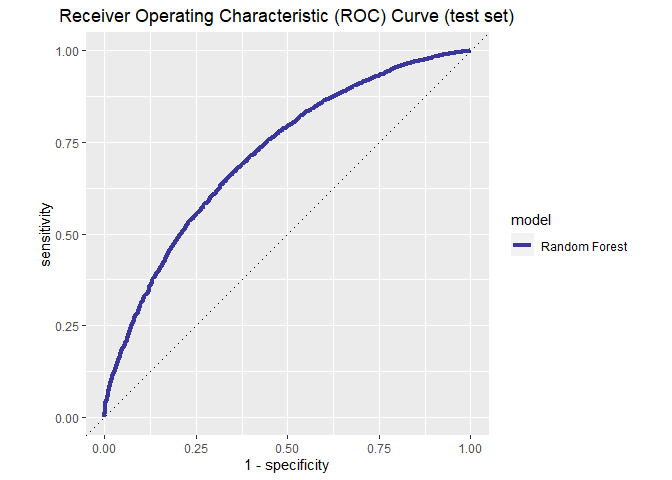 Receiver Operating Characteristic (ROC) Curve (test set)
1.00
0.75
0.50
0.25
0.00
sensitivity
0.00 0.25 0.50 0.75 1.00
1 - specificity
model
Random Forest